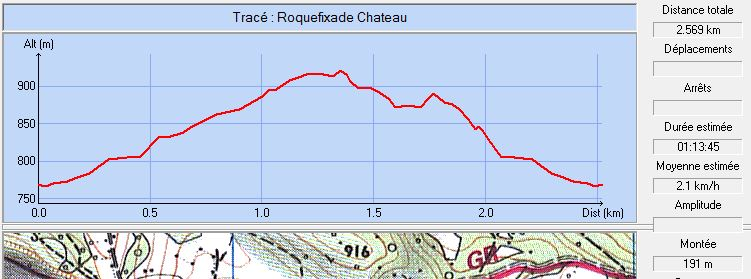 Tracé : Roquefixade Chateau
Alt (m)
900
850
800
750
0.0 0.5 1.0 1.5 2.0 Dist (km)
Distance totale
2.569 km
Déplacements
Arrêts
Durée estimée
01:13:45
Moyenne estimée
2.1 km/h
Amplitude
Montée
191 m
916
GR